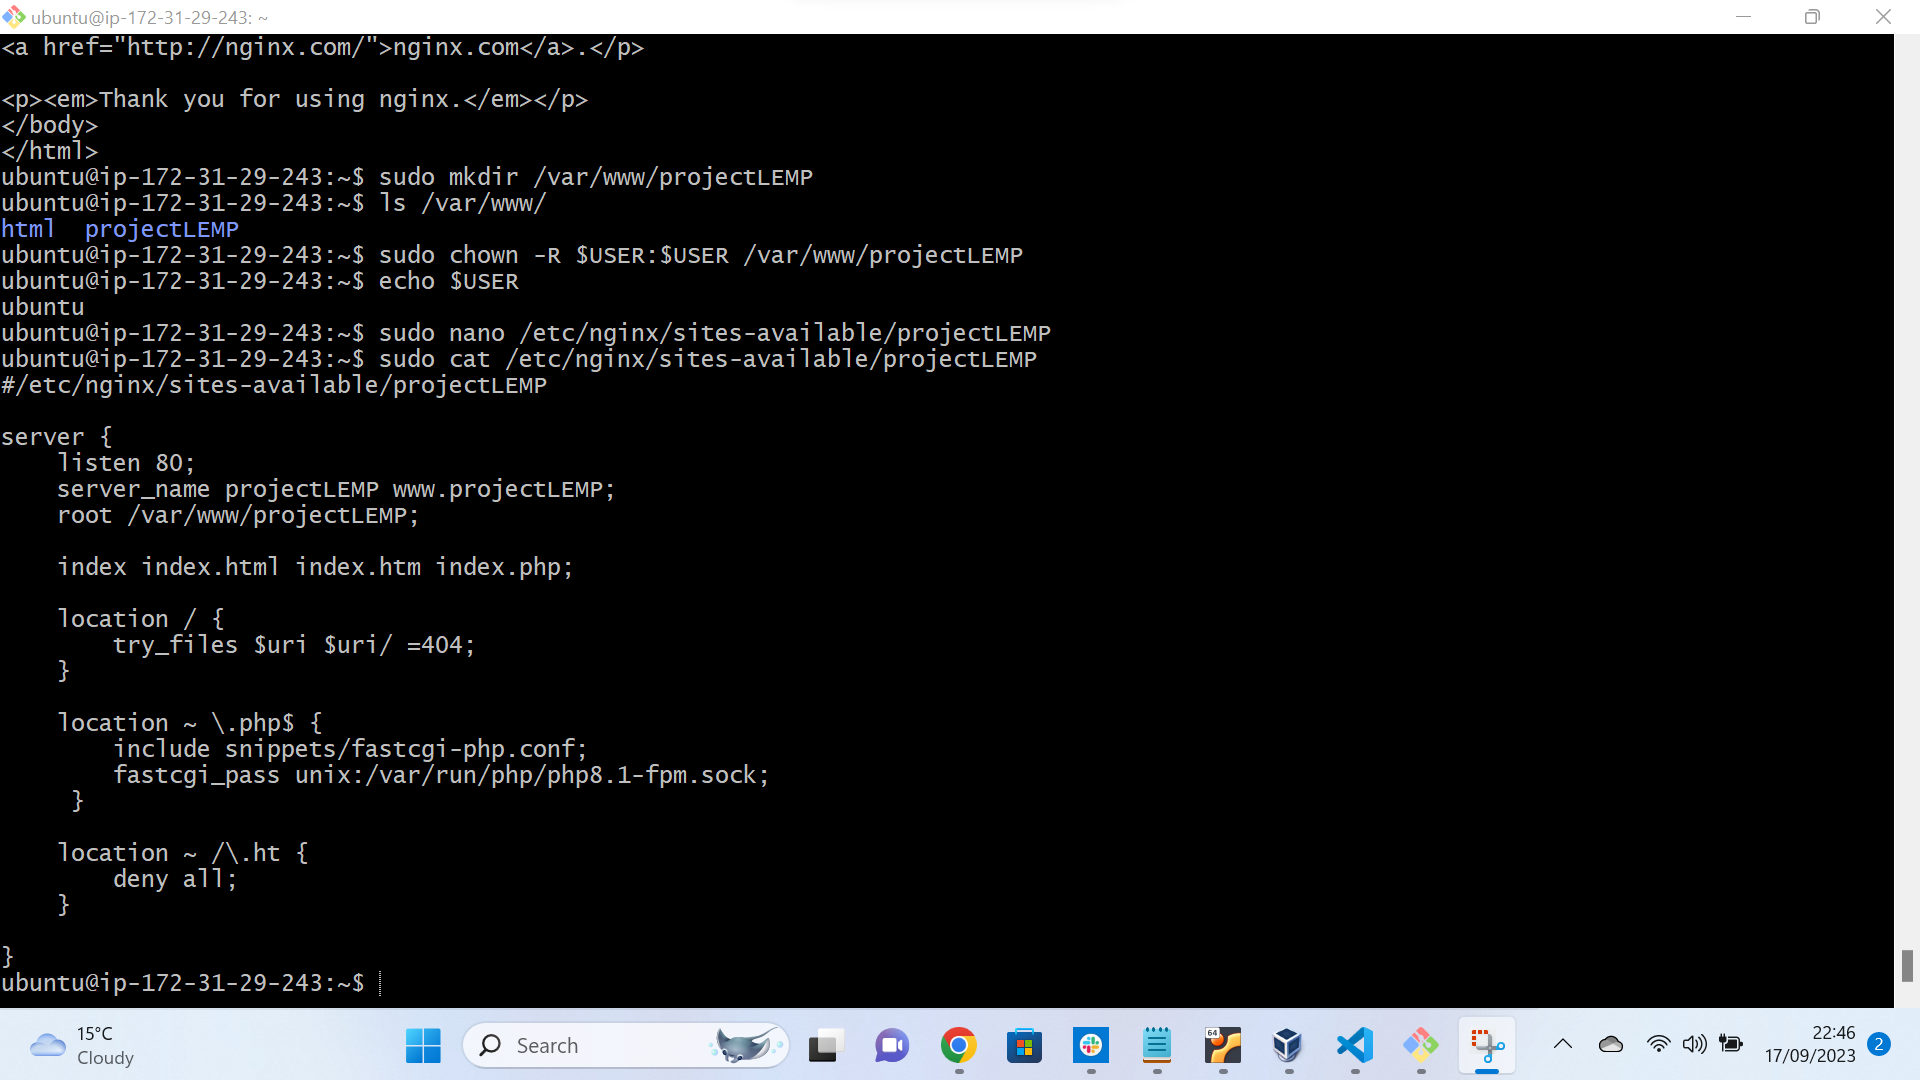 ubuntu@ip-172-31-29-243: ~
<a href="http://nginx.com/">nginx.com</a>.</p>
<p><em>Thank you for using nginx.</em></p>
</body>
</html>
ubuntu@ip-172-31-29-243:~$ sudo mkdir /var/www/projectLEMP
ubuntu@ip-172-31-29-243:~$ ls /var/www/
html  projectLEMP
ubuntu@ip-172-31-29-243:~$ sudo chown -R $USER:$USER /var/www/projectLEMP
ubuntu@ip-172-31-29-243:~$ echo $USER
ubuntu
ubuntu@ip-172-31-29-243:~$ sudo nano /etc/nginx/sites-available/projectLEMP
ubuntu@ip-172-31-29-243:~$ sudo cat /etc/nginx/sites-available/projectLEMP
#/etc/nginx/sites-available/projectLEMP
server {
    listen 80;
    server_name projectLEMP www.projectLEMP;
    root /var/www/projectLEMP;
    index index.html index.htm index.php;
    location / {
        try_files $uri $uri/ =404;
    }
    location ~ \.php$ {
        include snippets/fastcgi-php.conf;
        fastcgi_pass unix:/var/run/php/php8.1-fpm.sock;
     }
    location ~ /\.ht {
        deny all;
    }
}
ubuntu@ip-172-31-29-243:~$
15°C
Cloudy
Search
64
22:46
17/09/2023
2